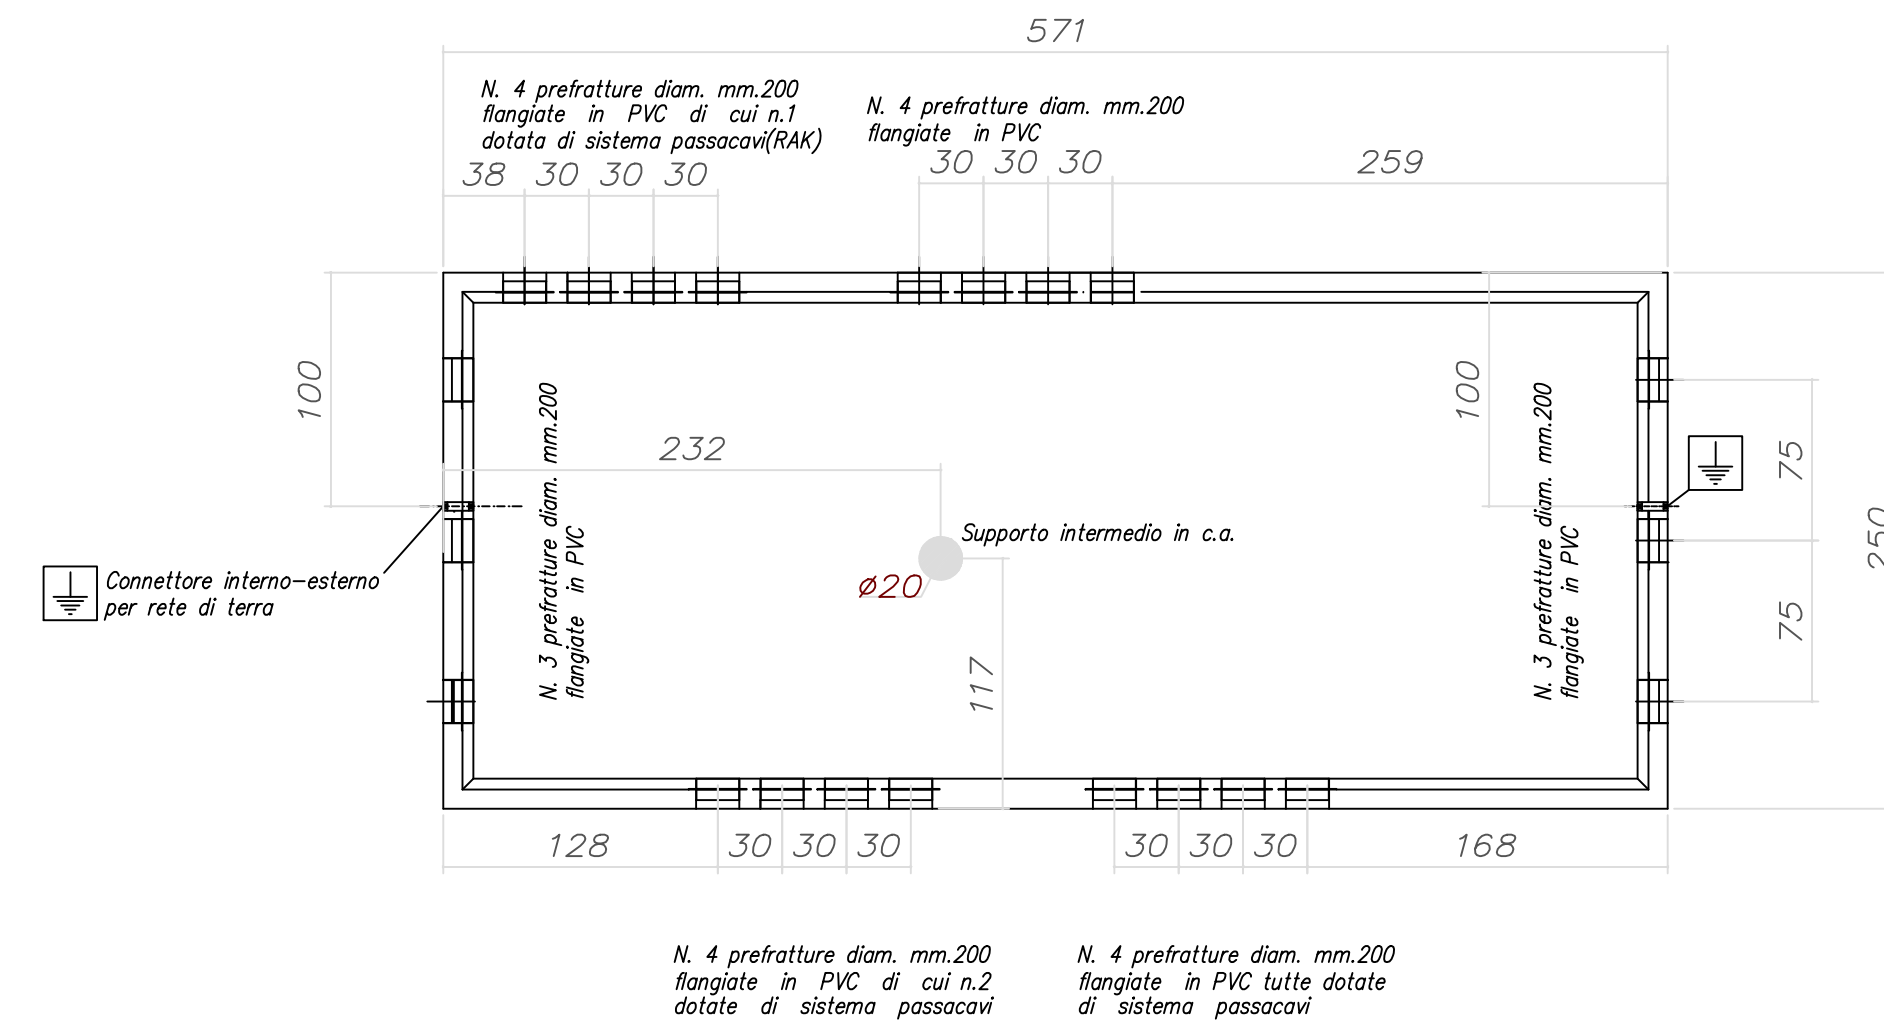 571
N. 4 prefratture diam. mm.200
flangiate in PVC di cui n.1
dotata di sistema passacavi(RAK)
N. 4 prefratture diam. mm.200
flangiate in PVC
38 30 30 30
30 30 30 259
100
232
N. 3 prefratture diam. mm.200
flangiate in PVC
100
N. 3 prefratture diam. mm.200
flangiate in PVC
75
75
250
Supporto intermedio in c.a.
ø20
117
Connettore interno-esterno
per rete di terra
128 30 30 30
30 30 30 168
N. 4 prefratture diam. mm.200
flangiate in PVC di cui n.2
dotate di sistema passacavi
N. 4 prefratture diam. mm.200
flangiate in PVC tutte dotate
di sistema passacavi